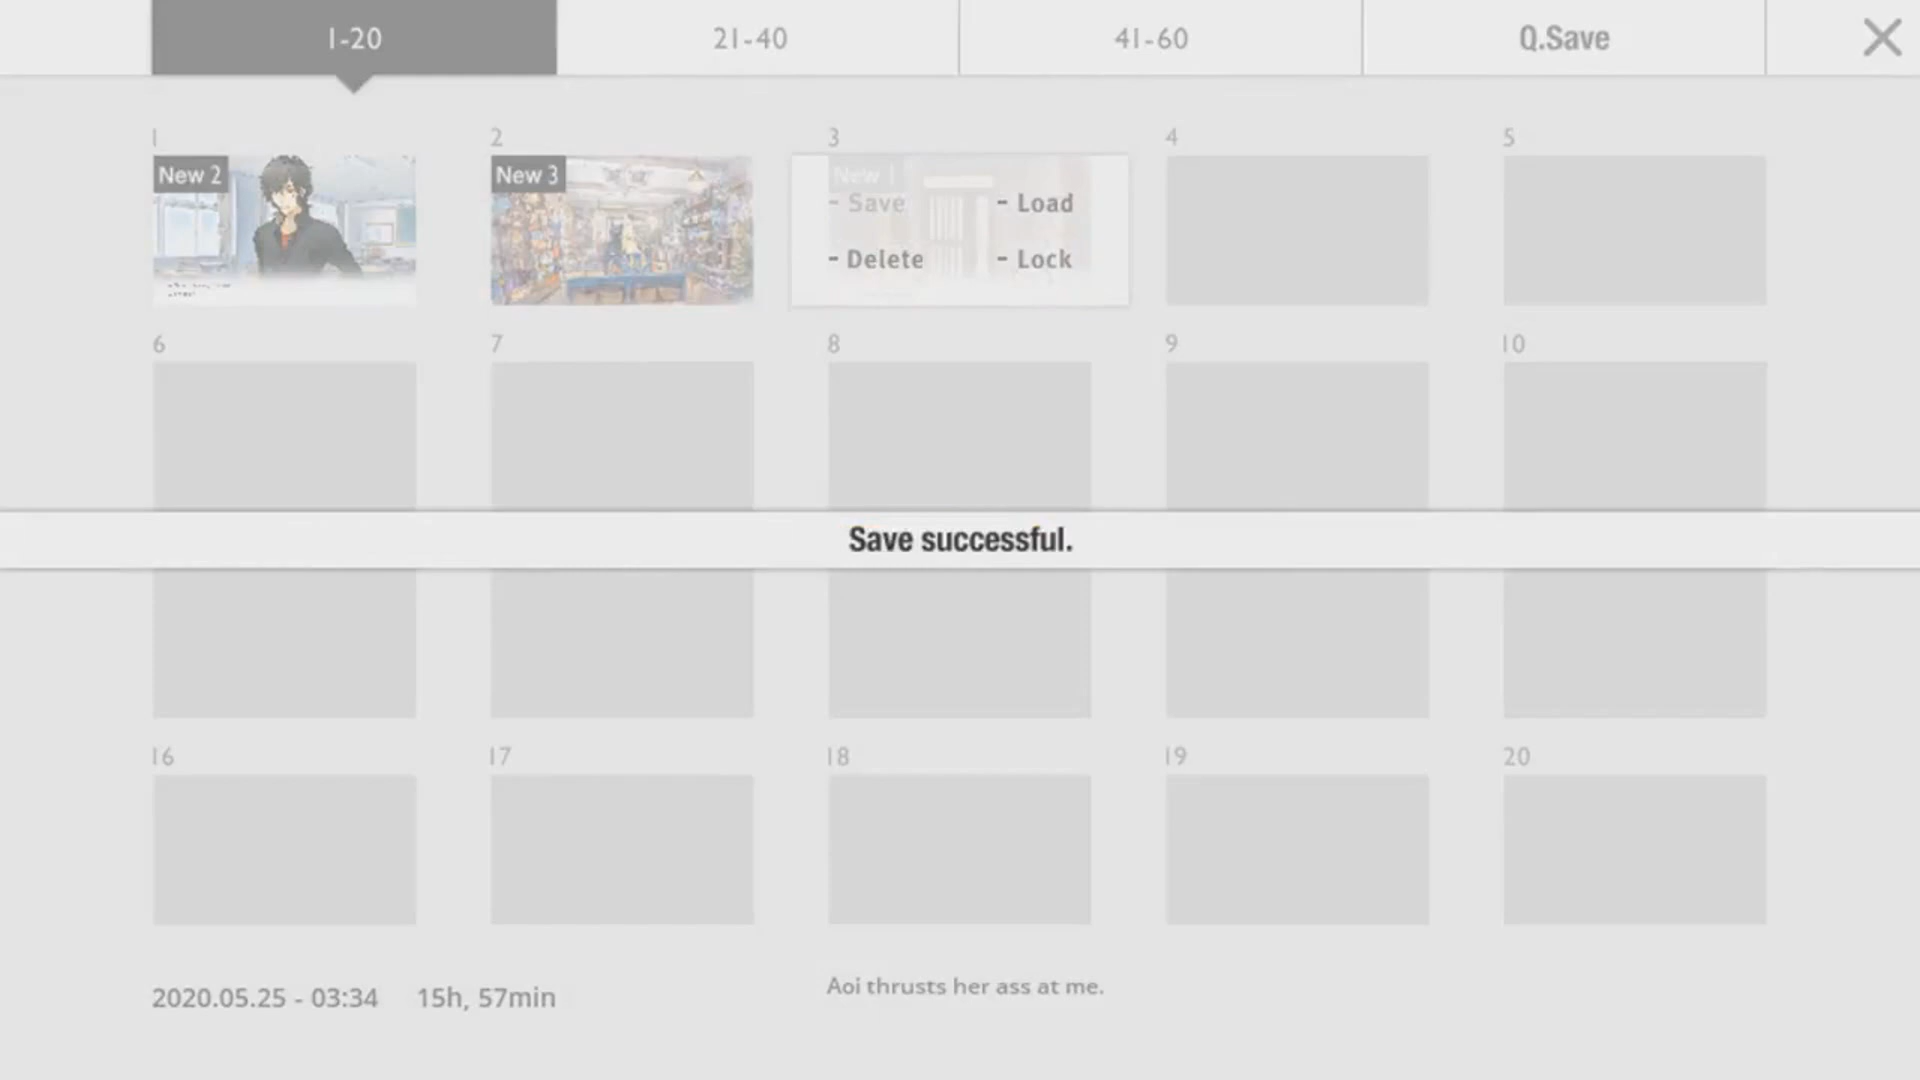 1-20
21-40
41-60
Q.Save
1
2
3
4
5
New 2
New 3
New 1
- Save
- Load
- Delete
- Lock
6
7
8
9
10
Save successful.
16
17
18
19
20
2020.05.25 - 03:34
15h, 57min
Aoi thrusts her ass at me.